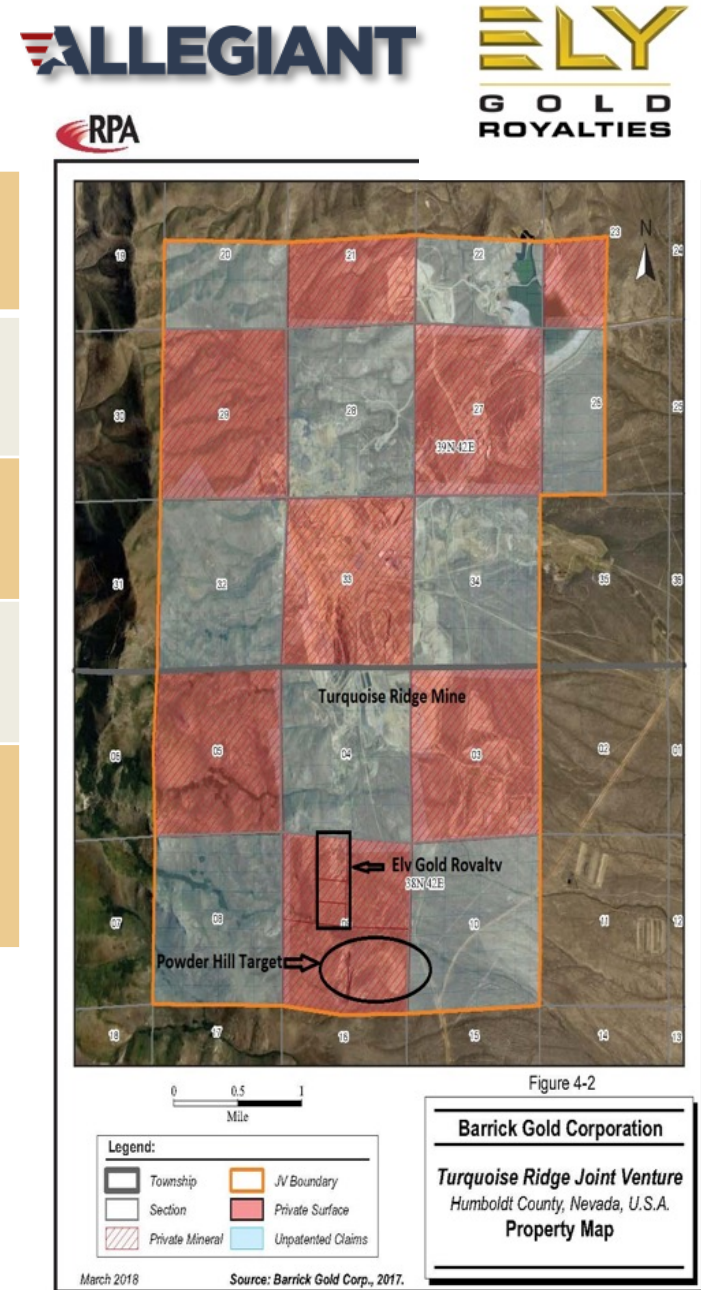 ALLEGIANT
ELY
GOLD
ROYALTIES
RPA
N
19
20
21
22
23
24
30
29
28
27
26
25
39N 42E
31
32
33
34
35
36
Turquoise Ridge Mine
06
05
04
03
02
01
Ely Gold Royalty
38N 42E
07
08
09
10
11
12
Powder Hill Target
18
17
16
15
14
13
0 0.5 1
Mile
Figure 4-2
Legend:
Township
JV Boundary
Section
Private Surface
Private Mineral
Unpatented Claims
Barrick Gold Corporation
Turquoise Ridge Joint Venture
Humboldt County, Nevada, U.S.A.
Property Map
March 2018
Source: Barrick Gold Corp., 2017.